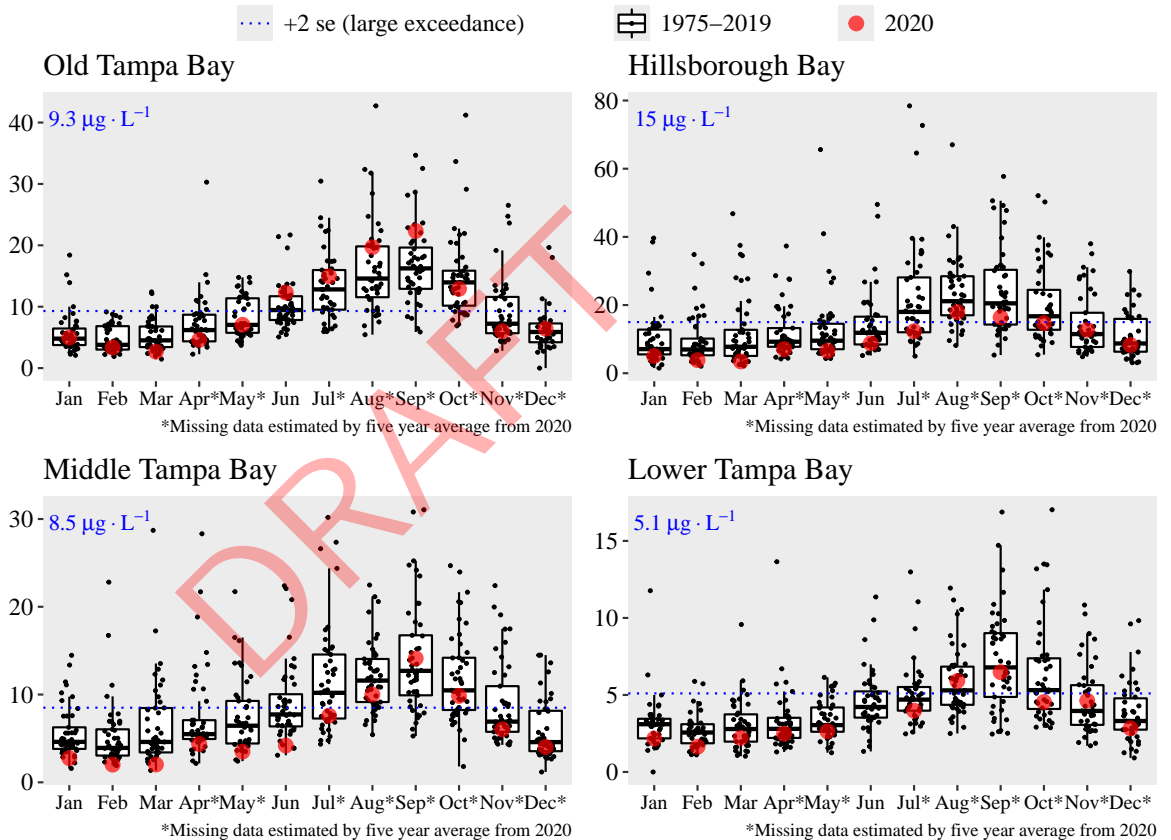 +2 se (large exceedance) 1975−2019 2020
Old Tampa Bay
9.3 μg ⋅ L⁻¹
40
30
20
10
0
Jan Feb Mar Apr* May* Jun Jul* Aug* Sep* Oct* Nov* Dec*
*Missing data estimated by five year average from 2020
Hillsborough Bay
15 μg ⋅ L⁻¹
80
60
40
20
0
Jan Feb Mar Apr* May* Jun Jul* Aug* Sep* Oct* Nov* Dec*
*Missing data estimated by five year average from 2020
Middle Tampa Bay
8.5 μg ⋅ L⁻¹
30
20
10
0
Jan Feb Mar Apr* May* Jun Jul* Aug* Sep* Oct* Nov* Dec*
*Missing data estimated by five year average from 2020
Lower Tampa Bay
5.1 μg ⋅ L⁻¹
15
10
5
0
Jan Feb Mar Apr* May* Jun Jul* Aug* Sep* Oct* Nov* Dec*
*Missing data estimated by five year average from 2020
DRAFT